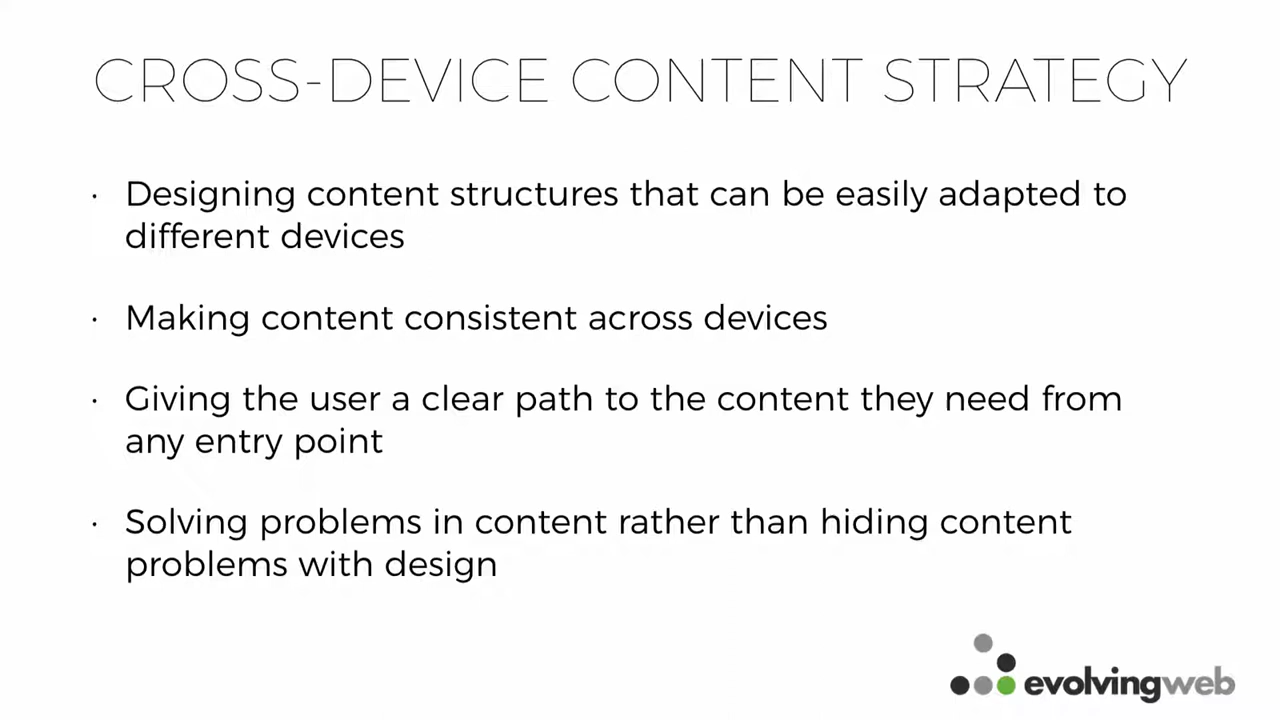 CROSS-DEVICE CONTENT STRATEGY
· Designing content structures that can be easily adapted to
different devices
· Making content consistent across devices
· Giving the user a clear path to the content they need from
any entry point
· Solving problems in content rather than hiding content
problems with design
evolvingweb